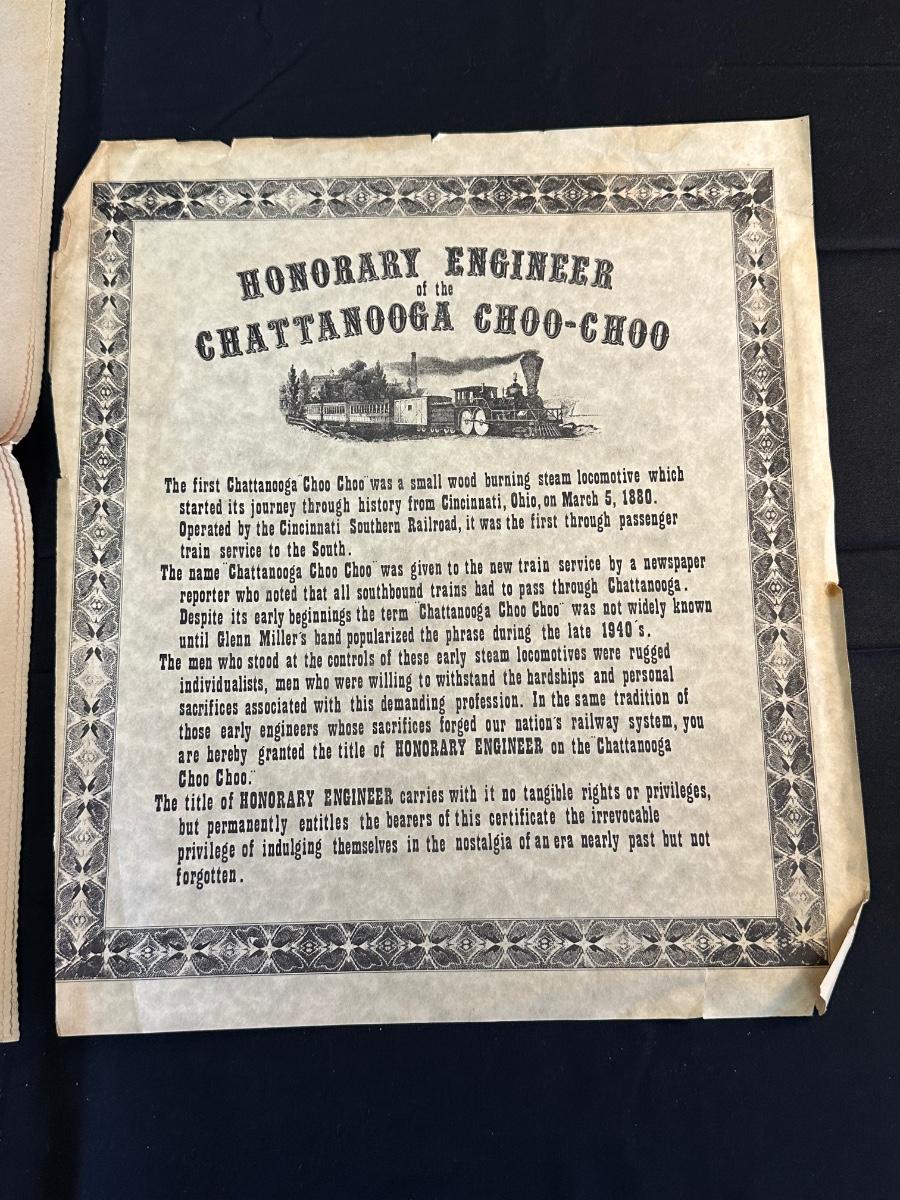 HONORARY ENGINEER
of the
CHATTANOOGA CHOO-CHOO
The first Chattanooga "Choo Choo" was a small wood burning steam locomotive which
started its journey through history from Cincinnati, Ohio, on March 5, 1880.
Operated by the Cincinnati Southern Railroad, it was the first through passenger
train service to the South.
The name "Chattanooga Choo Choo" was given to the new train service by a newspaper
reporter who noted that all southbound trains had to pass through Chattanooga.
Despite its early beginnings the term "Chattanooga Choo Choo" was not widely known
until Glenn Miller's band popularized the phrase during the late 1940's.
The men who stood at the controls of these early steam locomotives were rugged
individualists, men who were willing to withstand the hardships and personal
sacrifices associated with this demanding profession. In the same tradition of
those early engineers whose sacrifices forged our nation's railway system, you
are hereby granted the title of HONORARY ENGINEER on the "Chattanooga
Choo Choo."
The title of HONORARY ENGINEER carries with it no tangible rights or privileges,
but permanently entitles the bearers of this certificate the irrevocable
privilege of indulging themselves in the nostalgia of an era nearly past but not
forgotten.